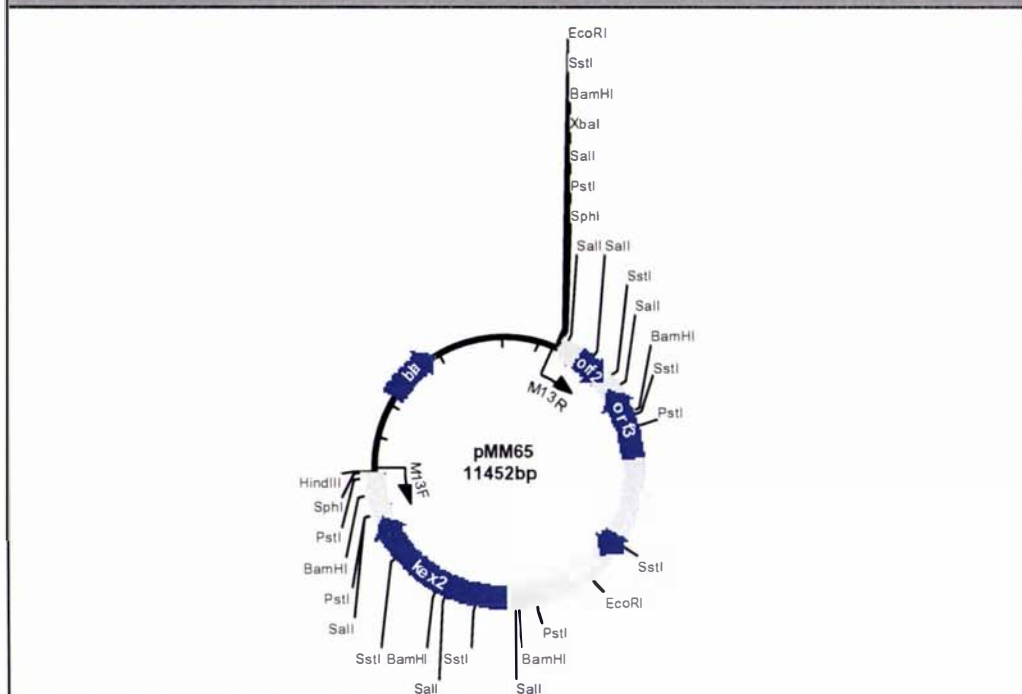 EcoRI
SstI
BamHI
XbaI
SalI
PstI
SphI
SalI SalI
SstI
SalI
BamHI
SstI
PstI
orf2
orf3
bla
M13R
pMM65
11452bp
M13F
HindIII
SphI
PstI
BamHI
PstI
SalI
kex2
SstI
EcoRI
PstI
SstI BamHI SstI BamHI
SalI SalI